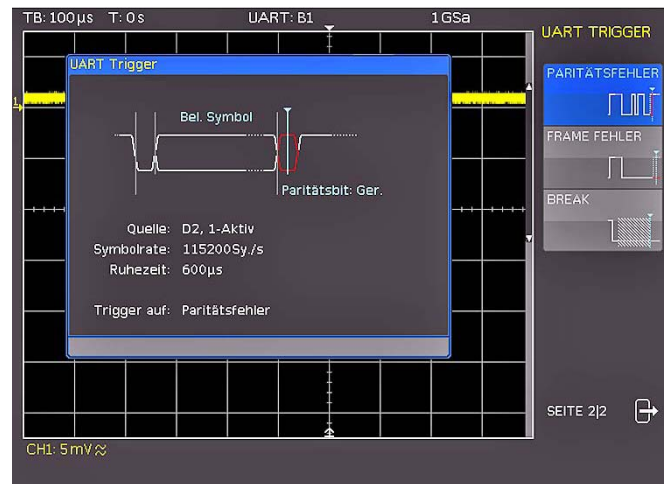 TB:100µs T:0s UART:B1 1GSa
UART TRIGGER
UART Trigger
PARITÄTSFEHLER
1
Bel. Symbol
FRAME FEHLER
Paritätsbit: Ger.
BREAK
Quelle: D2, 1-Aktiv
Symbolrate: 115200Sy./s
Ruhezeit: 600µs
Trigger auf: Paritätsfehler
SEITE 2|2
CH1: 5mV